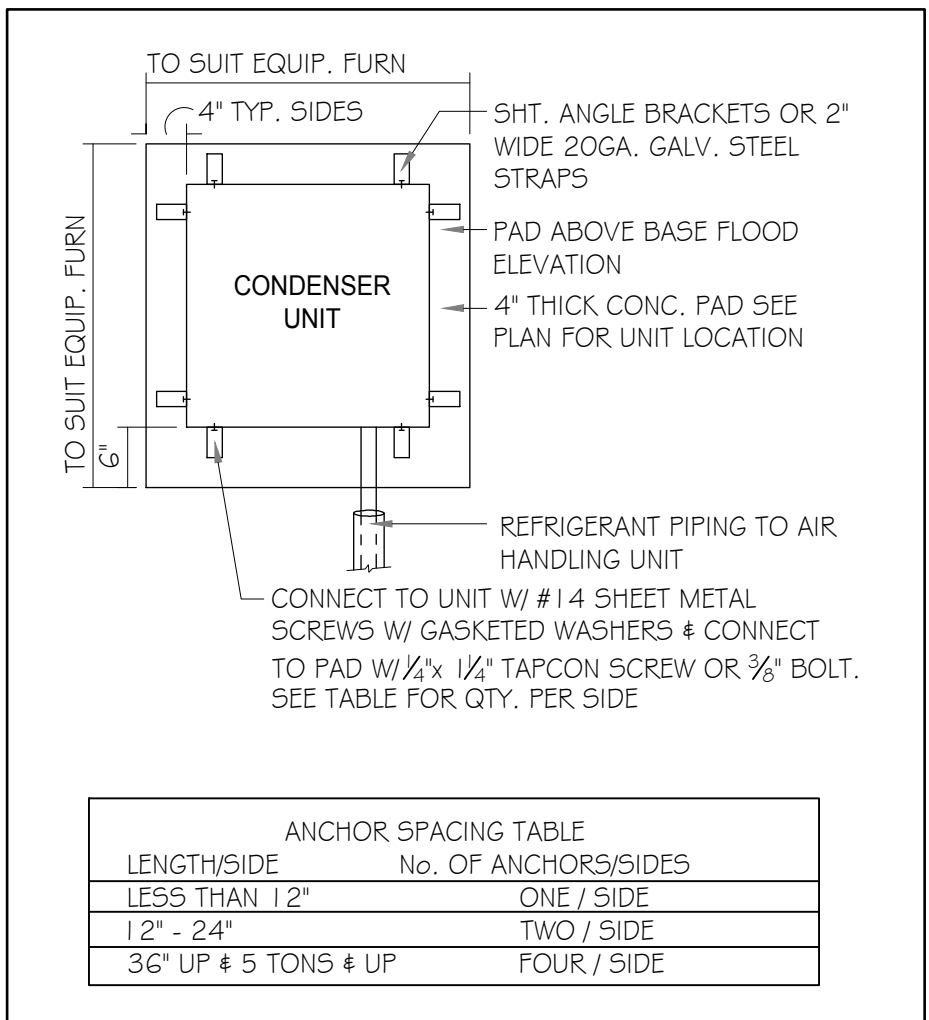 TO SUIT EQUIP. FURN
4" TYP. SIDES
SHT. ANGLE BRACKETS OR 2"
WIDE 20GA. GALV. STEEL
STRAPS
TO SUIT EQUIP. FURN
PAD ABOVE BASE FLOOD
ELEVATION
CONDENSER
UNIT
4" THICK CONC. PAD SEE
PLAN FOR UNIT LOCATION
6"
REFRIGERANT PIPING TO AIR
HANDLING UNIT
CONNECT TO UNIT W/ #14 SHEET METAL
SCREWS W/ GASKETED WASHERS & CONNECT
TO PAD W/ 1/4"x 1 1/4" TAPCON SCREW OR 3/8" BOLT.
SEE TABLE FOR QTY. PER SIDE
ANCHOR SPACING TABLE
LENGTH/SIDE No. OF ANCHORS/SIDES
LESS THAN 12" ONE / SIDE
12" - 24" TWO / SIDE
36" UP & 5 TONS & UP FOUR / SIDE